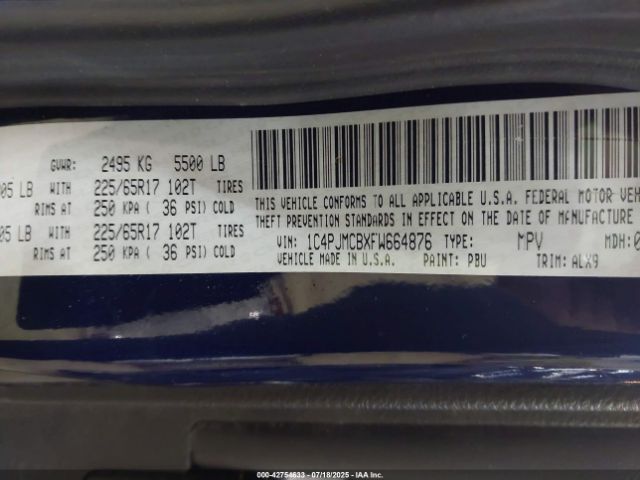 GVWR: 2495 KG 5500 LB
05 LB WITH 225/65R17 102T TIRES
RIMS AT 250 KPA ( 36 PSI) COLD
05 LB WITH 225/65R17 102T TIRES
RIMS AT 250 KPA ( 36 PSI) COLD
THIS VEHICLE CONFORMS TO ALL APPLICABLE U.S.A. FEDERAL MOTOR VEH
THEFT PREVENTION STANDARDS IN EFFECT ON THE DATE OF MANUFACTURE
VIN: 1C4PJMCBXFW664876 TYPE: MPV MDH: 0
VEHICLE MADE IN U.S.A. PAINT: PBU TRIM: ALX9
000-42754633 - 07/18/2025 - IAA Inc.